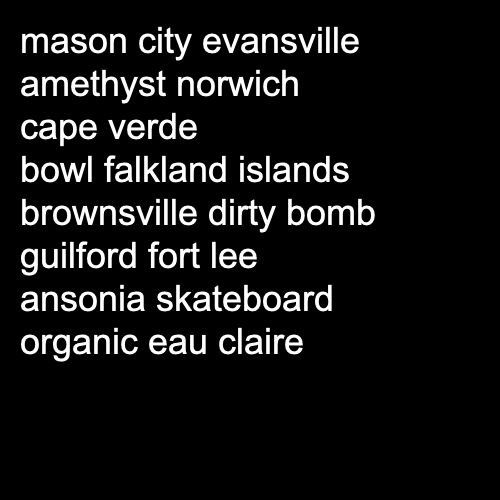 mason city evansville
amethyst norwich
cape verde
bowl falkland islands
brownsville dirty bomb
guilford fort lee
ansonia skateboard
organic eau claire